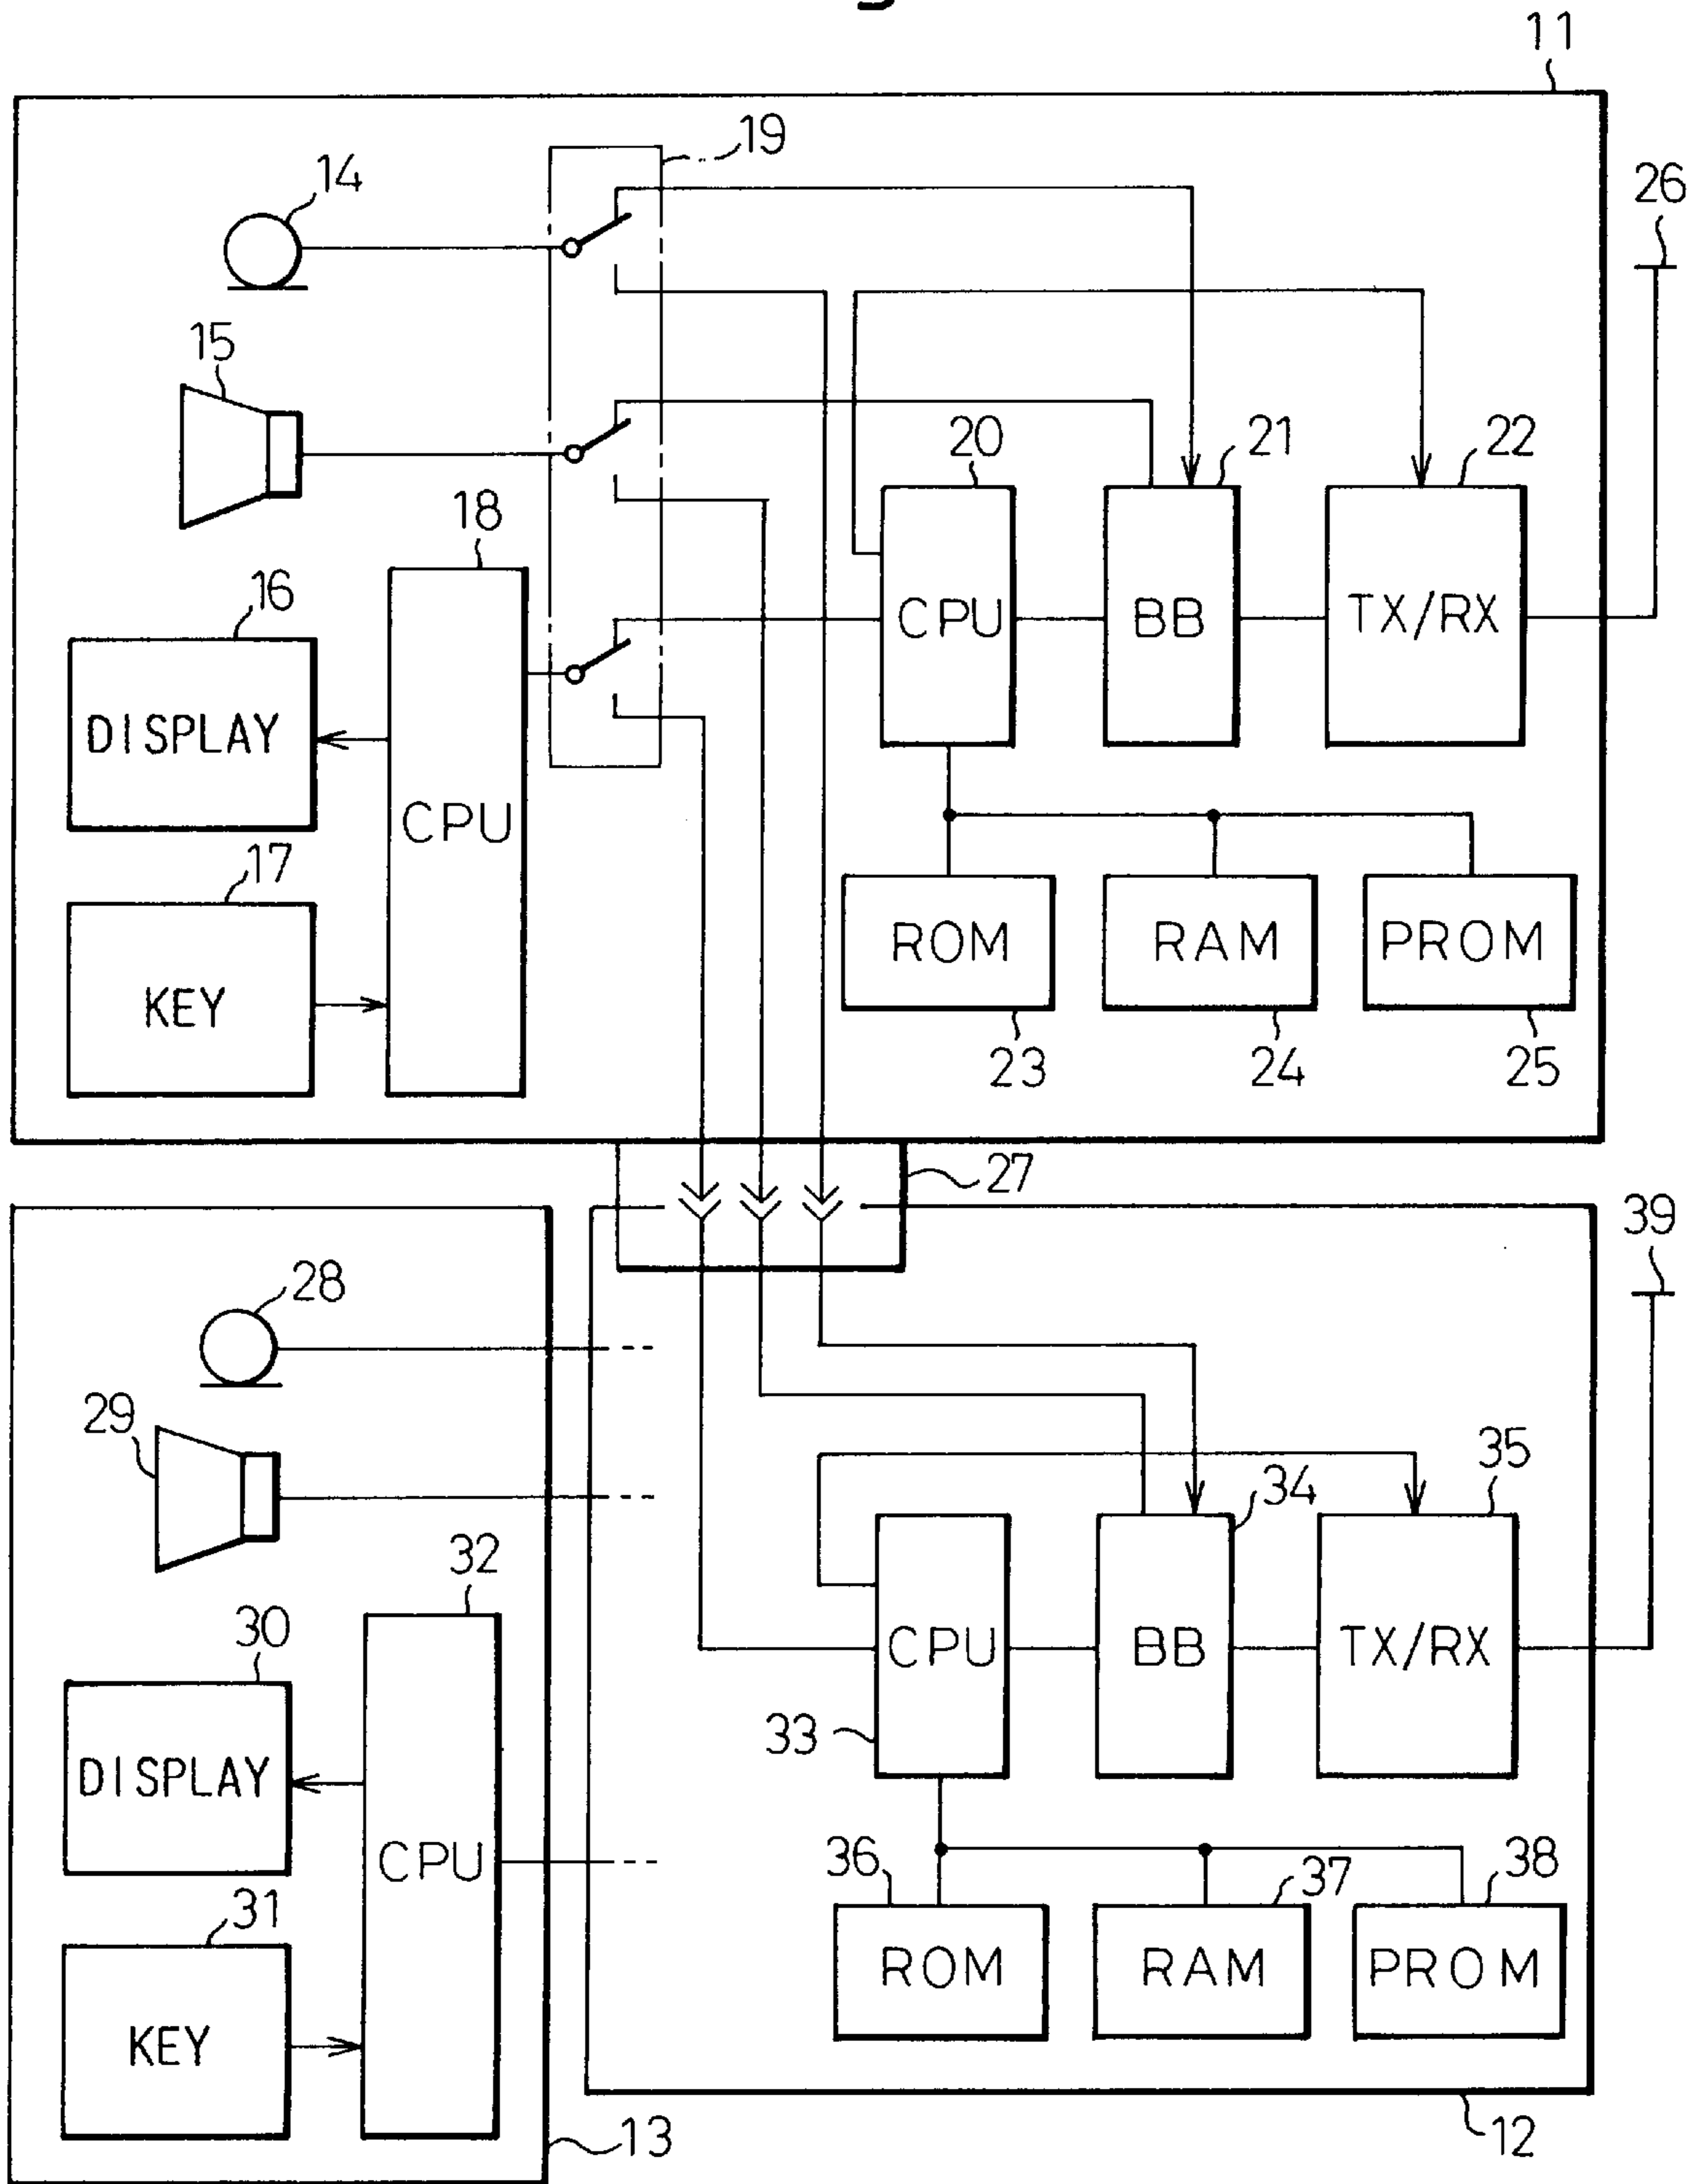 11
19
14
26
15
20
21
22
18
16
CPU
BB
TX/RX
DISPLAY
CPU
17
ROM
RAM
PROM
KEY
23
24
25
27
39
28
29
35
34
32
30
CPU
BB
TX/RX
33
DISPLAY
CPU
36
37
38
31
ROM
RAM
PROM
KEY
13
12